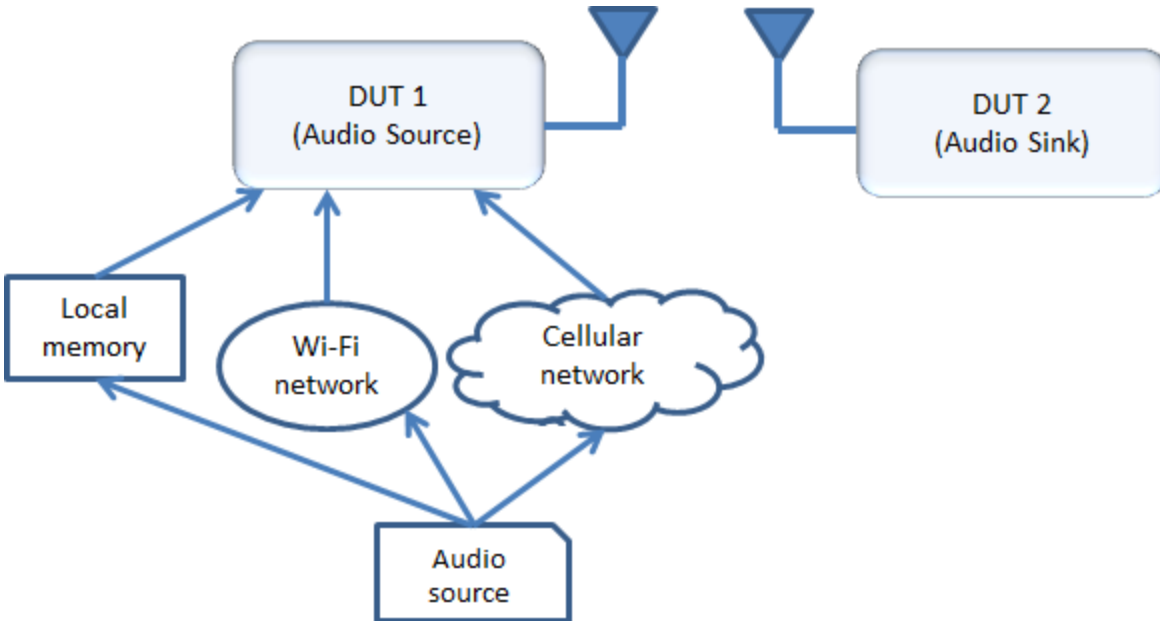 DUT 1
(Audio Source)
DUT 2
(Audio Sink)
Local
memory
Wi-Fi
network
Cellular
network
Audio
source